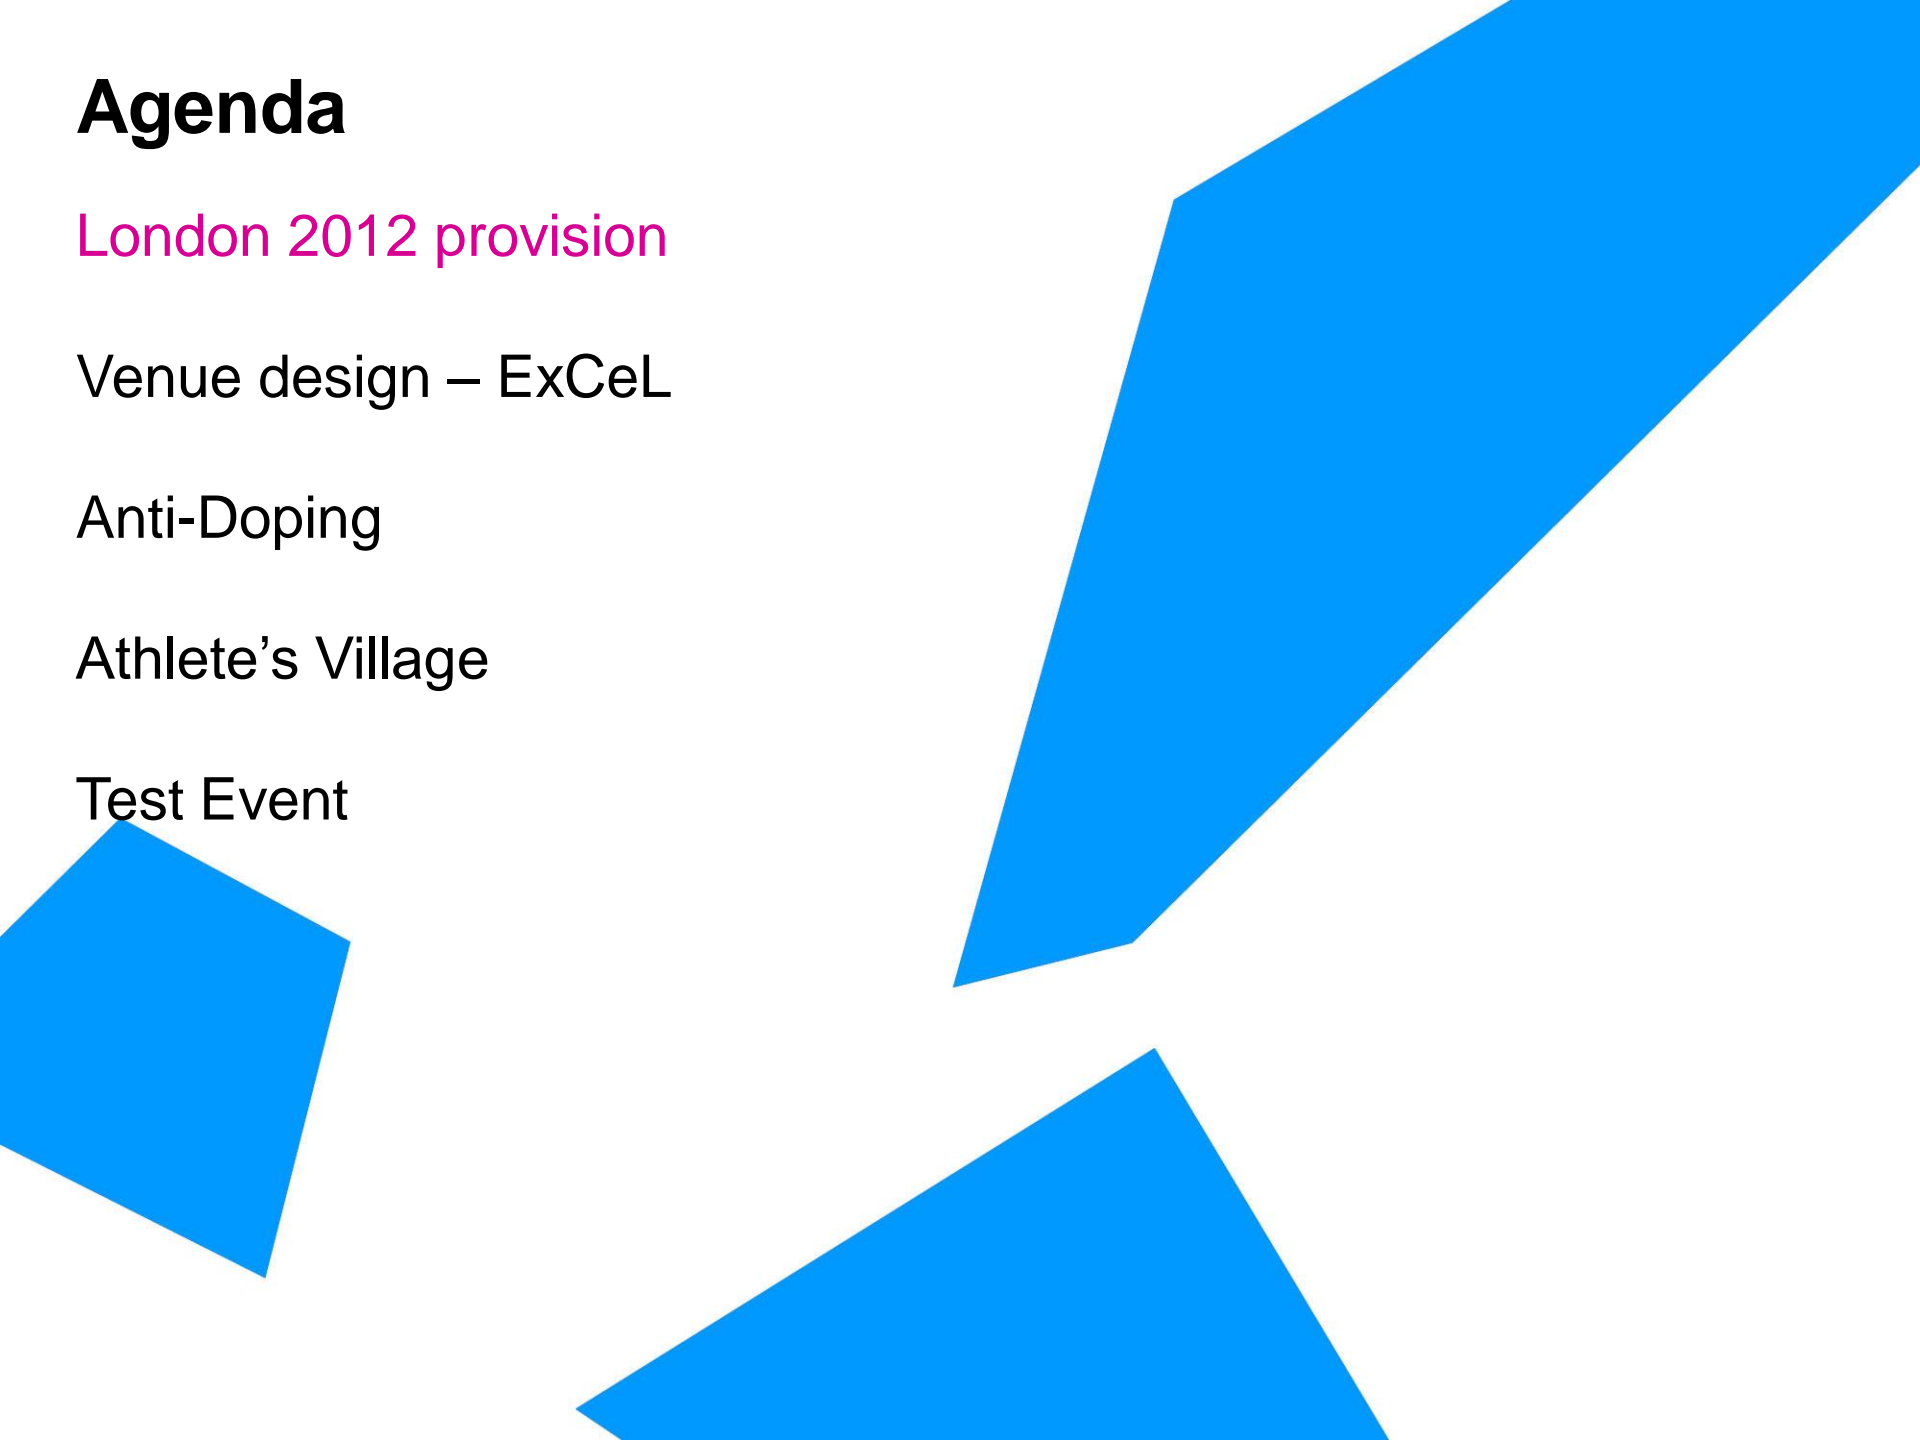 Agenda
London 2012 provision
Venue design – ExCeL
Anti-Doping
Athlete’s Village
Test Event